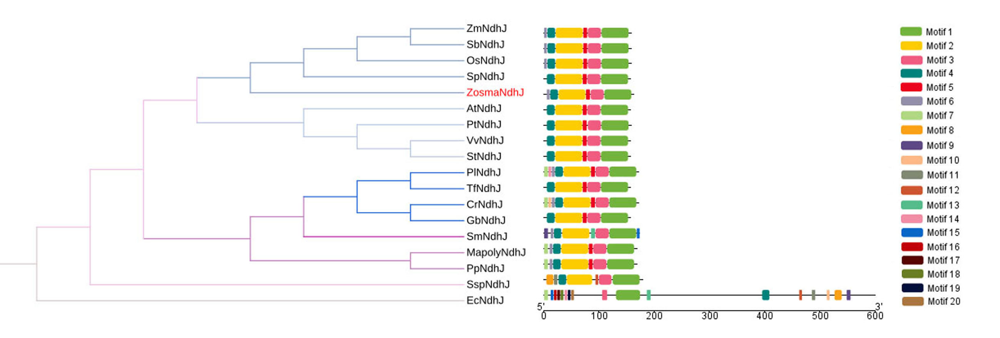 ZmNdhJ
SbNdhJ
OsNdhJ
SpNdhJ
ZosmaNdhJ
AtNdhJ
PtNdhJ
VvNdhJ
StNdhJ
PlNdhJ
TfNdhJ
CrNdhJ
GbNdhJ
SmNdhJ
MapolyNdhJ
PpNdhJ
SspNdhJ
EcNdhJ
5' 3'
0 100 200 300 400 500 600
Motif 1
Motif 2
Motif 3
Motif 4
Motif 5
Motif 6
Motif 7
Motif 8
Motif 9
Motif 10
Motif 11
Motif 12
Motif 13
Motif 14
Motif 15
Motif 16
Motif 17
Motif 18
Motif 19
Motif 20